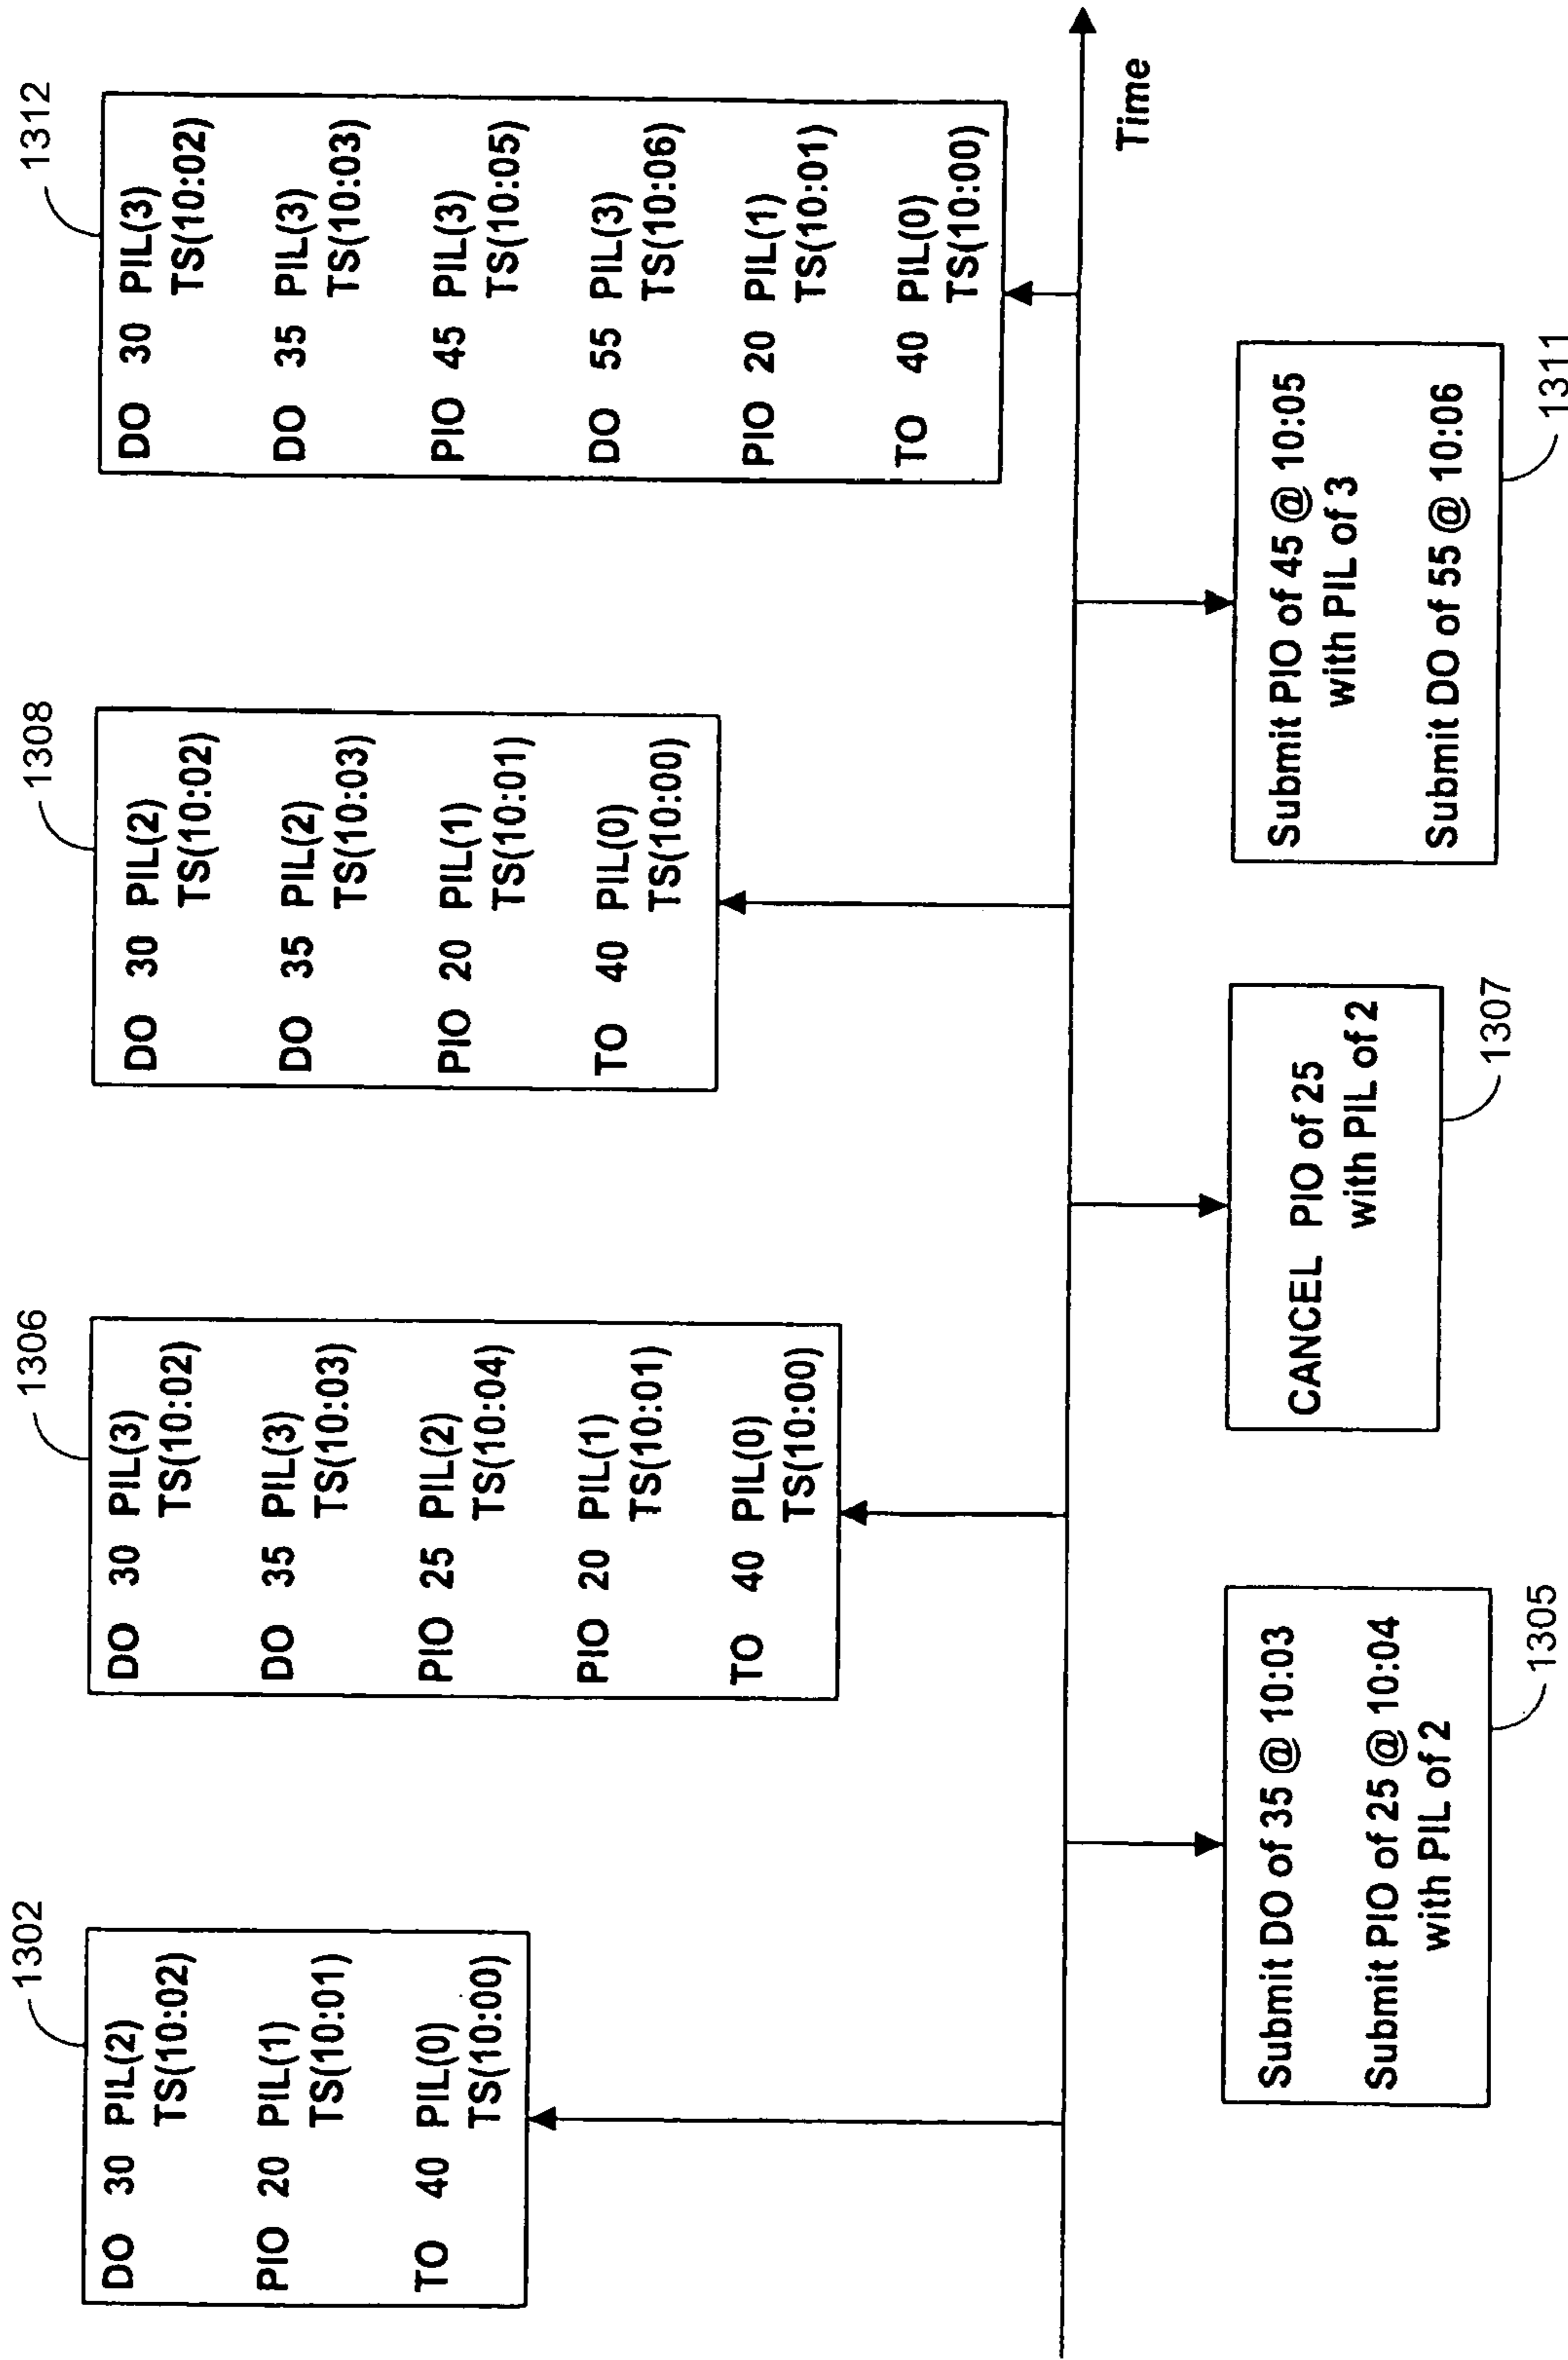 1302
DO 30 PIL(2)
TS(10:02)
PIO 20 PIL(1)
TS(10:01)
TO 40 PIL(0)
TS(10:00)
1306
DO 30 PIL(3)
TS(10:02)
DO 35 PIL(3)
TS(10:03)
PIO 25 PIL(2)
TS(10:04)
PIO 20 PIL(1)
TS(10:01)
TO 40 PIL(0)
TS(10:00)
1308
DO 30 PIL(2)
TS(10:02)
DO 35 PIL(2)
TS(10:03)
PIO 20 PIL(1)
TS(10:01)
TO 40 PIL(0)
TS(10:00)
1312
DO 30 PIL(3)
TS(10:02)
DO 35 PIL(3)
TS(10:03)
PIO 45 PIL(3)
TS(10:05)
DO 55 PIL(3)
TS(10:06)
PIO 20 PIL(1)
TS(10:01)
TO 40 PIL(0)
TS(10:00)
Time
Submit DO of 35 @ 10:03
Submit PIO of 25 @ 10:04
with PIL of 2
1305
CANCEL PIO of 25
with PIL of 2
1307
Submit PIO of 45 @ 10:05
with PIL of 3
Submit DO of 55 @ 10:06
1311